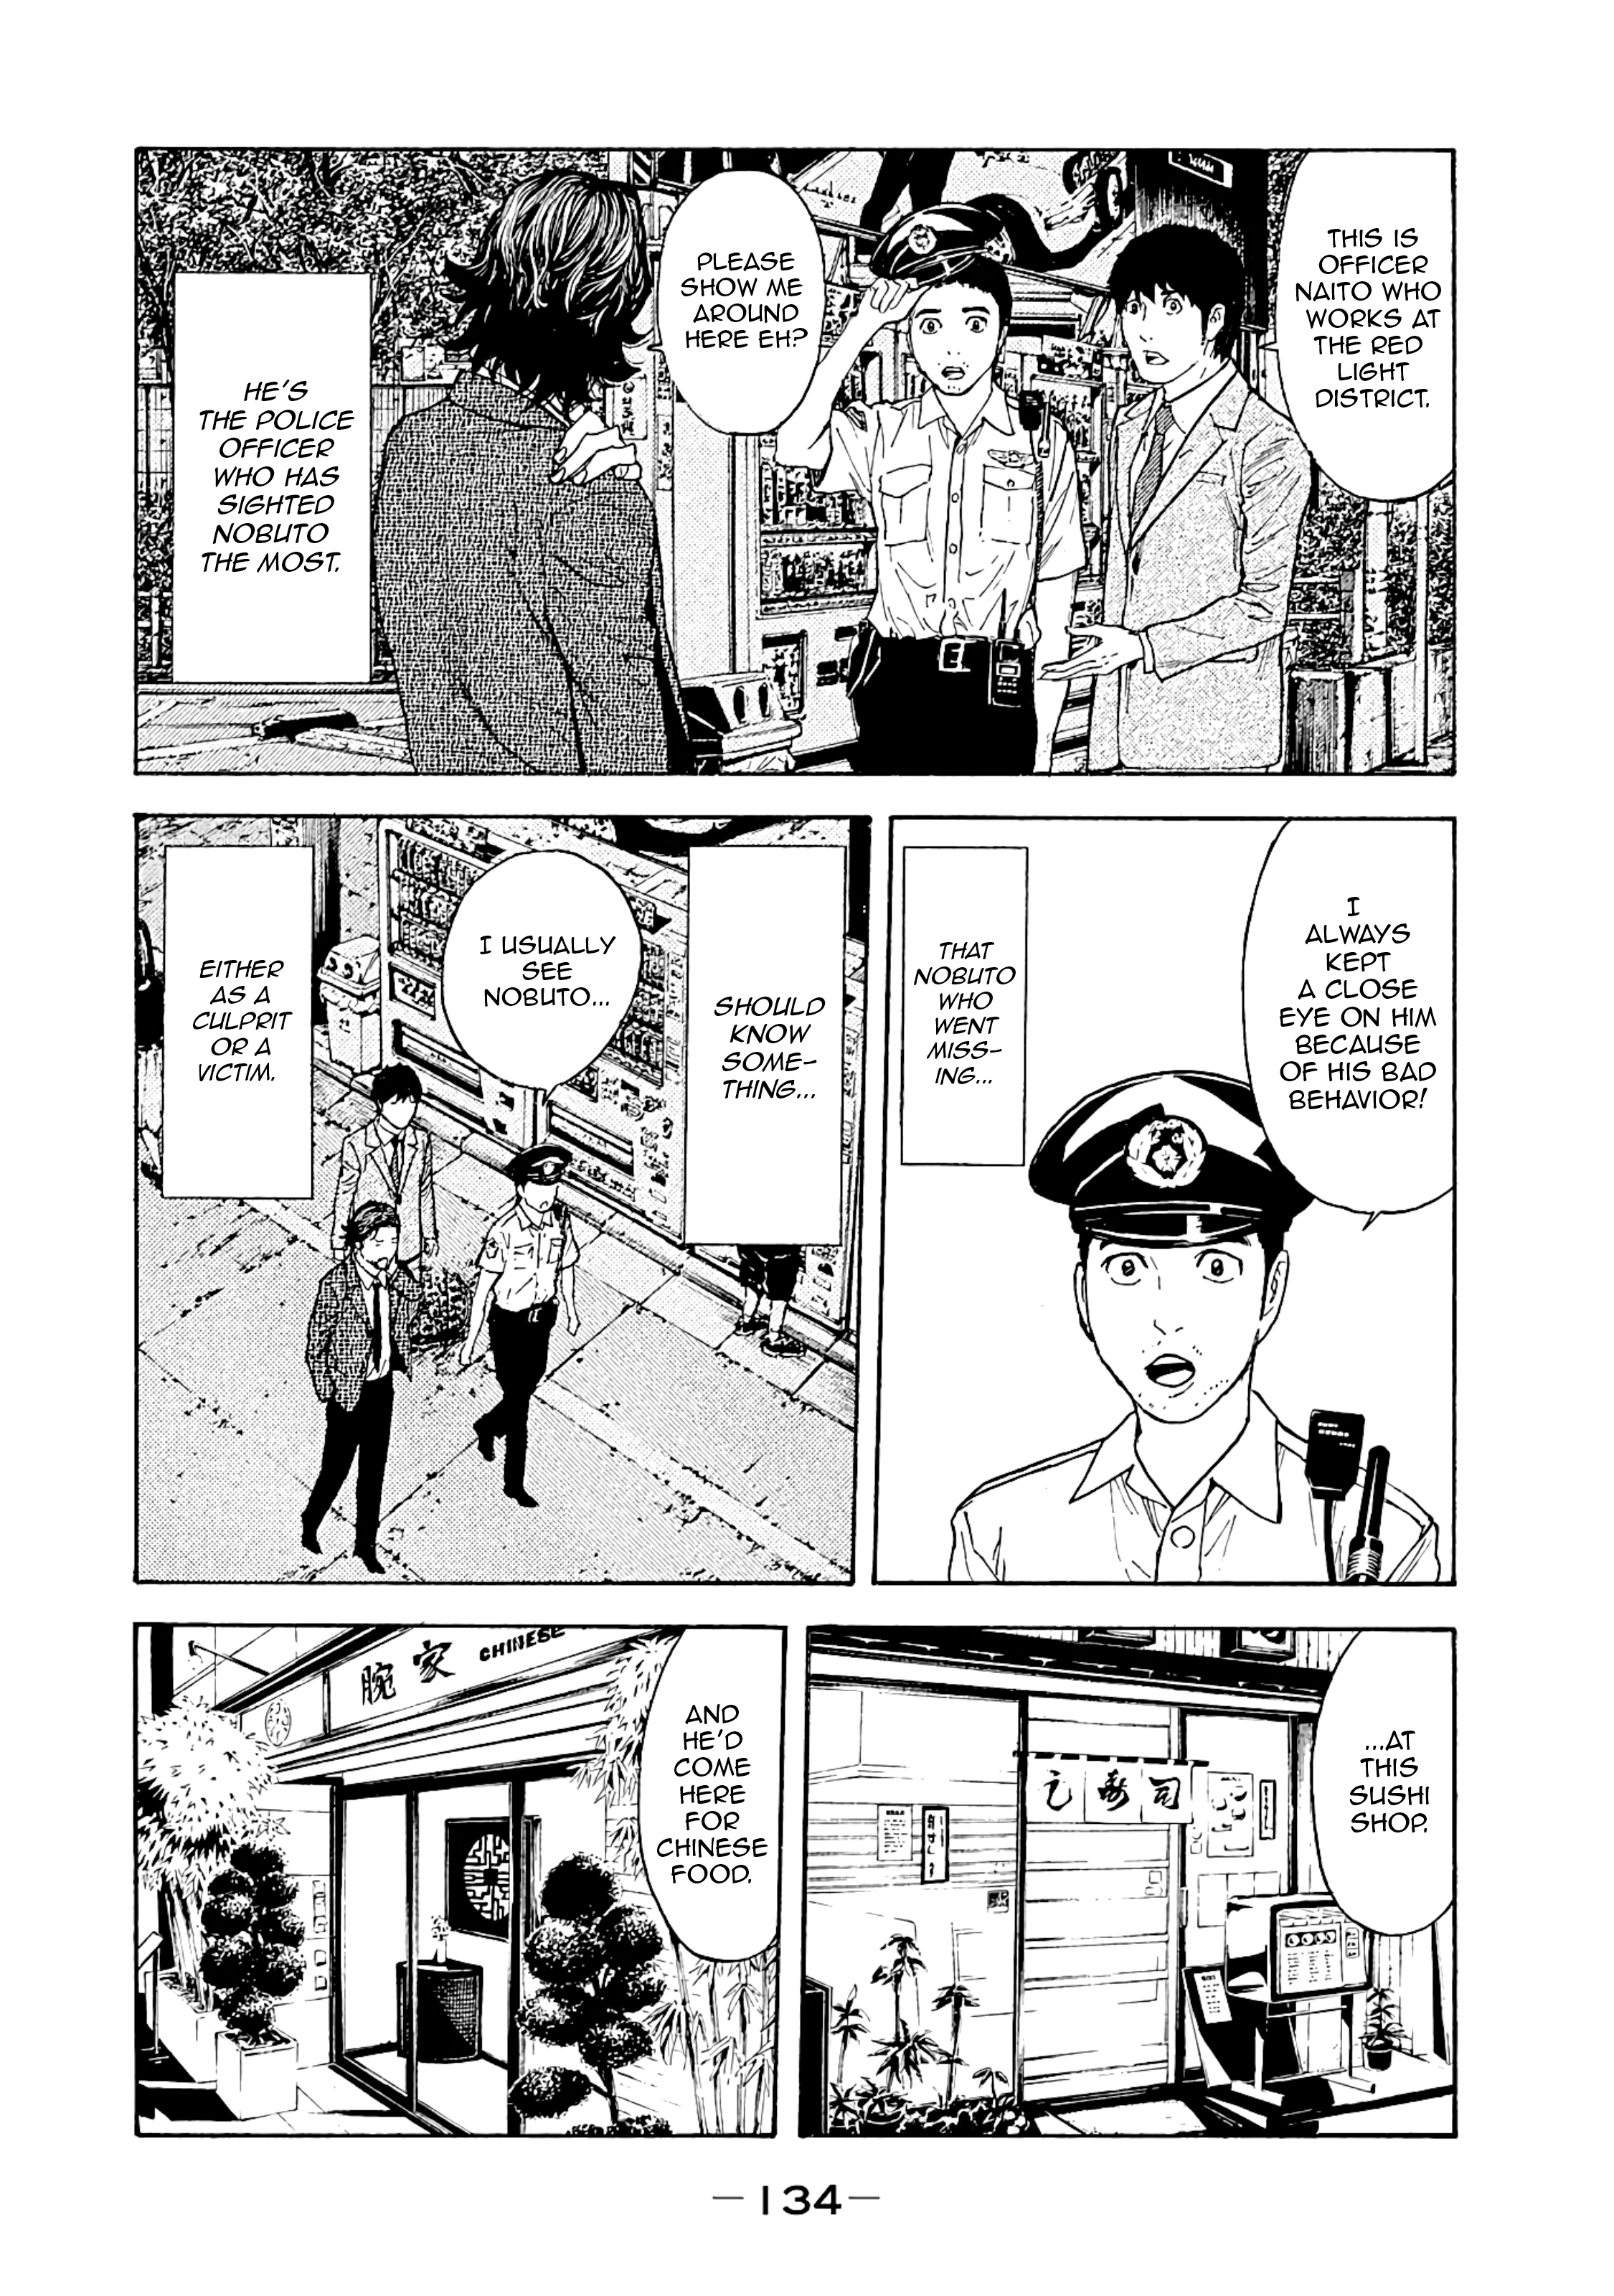 THIS IS
OFFICER
NAITO WHO
WORKS AT
THE RED
LIGHT
DISTRICT.
PLEASE
SHOW ME
AROUND
HERE EH?
HE'S
THE POLICE
OFFICER
WHO HAS
SIGHTED
NOBUTO
THE MOST.
I
ALWAYS
KEPT
A CLOSE
EYE ON HIM
BECAUSE
OF HIS BAD
BEHAVIOR!
THAT
NOBUTO
WHO
WENT
MISS-
ING...
SHOULD
KNOW
SOME-
THING...
I USUALLY
SEE
NOBUTO...
EITHER
AS A
CULPRIT
OR A
VICTIM.
...AT
THIS
SUSHI
SHOP.
寿司
AND
HE'D
COME
HERE
FOR
CHINESE
FOOD.
腕家 CHINESE
—134—